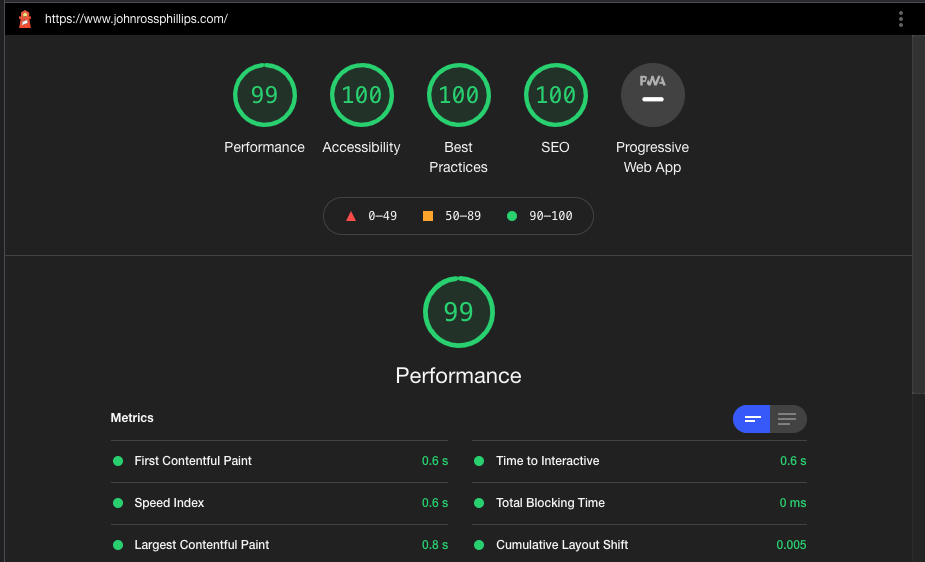 https://www.johnrossphillips.com/
99
100
100
100
PWA
Performance
Accessibility
Best
Practices
SEO
Progressive
Web App
0–49
50–89
90–100
99
Performance
Metrics
First Contentful Paint 0.6 s
Time to Interactive 0.6 s
Speed Index 0.6 s
Total Blocking Time 0 ms
Largest Contentful Paint 0.8 s
Cumulative Layout Shift 0.005